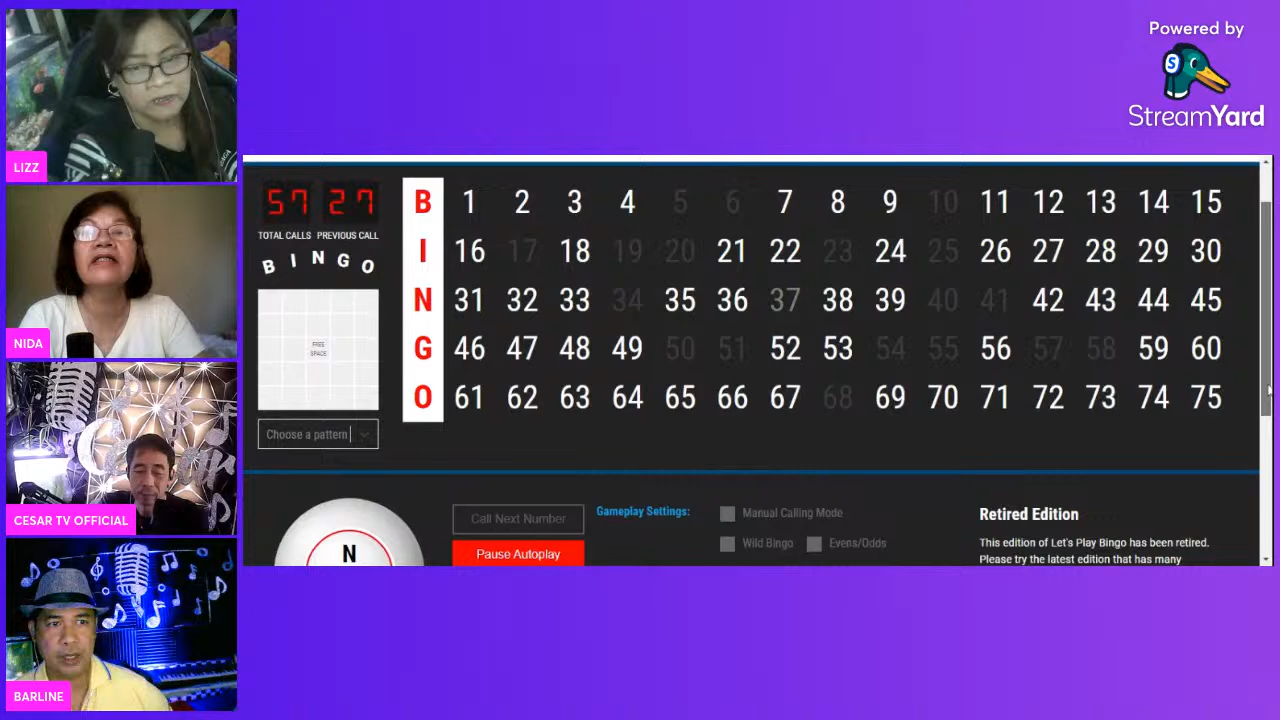 Powered by
StreamYard
LIZZ
NIDA
CESAR TV OFFICIAL
BARLINE
57 27
TOTAL CALLS PREVIOUS CALL
BINGO
FREE
SPACE
Choose a pattern
B 1 2 3 4 5 6 7 8 9 10 11 12 13 14 15
I 16 17 18 19 20 21 22 23 24 25 26 27 28 29 30
N 31 32 33 34 35 36 37 38 39 40 41 42 43 44 45
G 46 47 48 49 50 51 52 53 54 55 56 57 58 59 60
O 61 62 63 64 65 66 67 68 69 70 71 72 73 74 75
N
Call Next Number
Pause Autoplay
Gameplay Settings:
Manual Calling Mode
Wild Bingo Evens/Odds
Retired Edition
This edition of Let's Play Bingo has been retired.
Please try the latest edition that has many